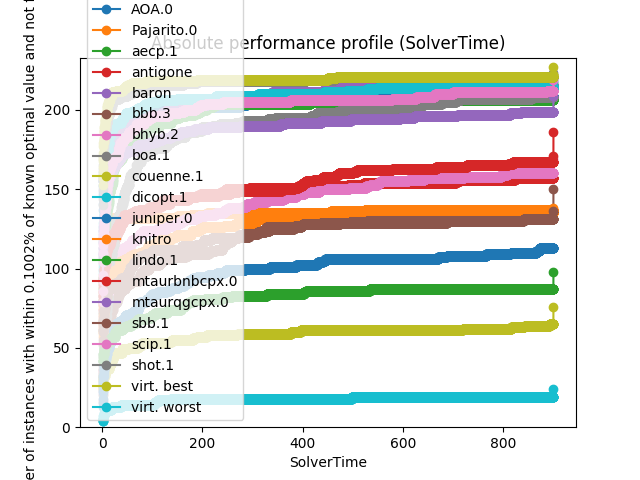 Absolute performance profile (SolverTime)
of instances with within 0.1002% of known optimal value and not
AOA.0
Pajarito.0
aecp.1
antigone
baron
bbb.3
bhyb.2
boa.1
couenne.1
dicopt.1
juniper.0
knitro
lindo.1
mtaurbnbcpx.0
mtaurqgcpx.0
sbb.1
scip.1
shot.1
virt. best
virt. worst
200
150
100
50
0
0 200 400 600 800
SolverTime